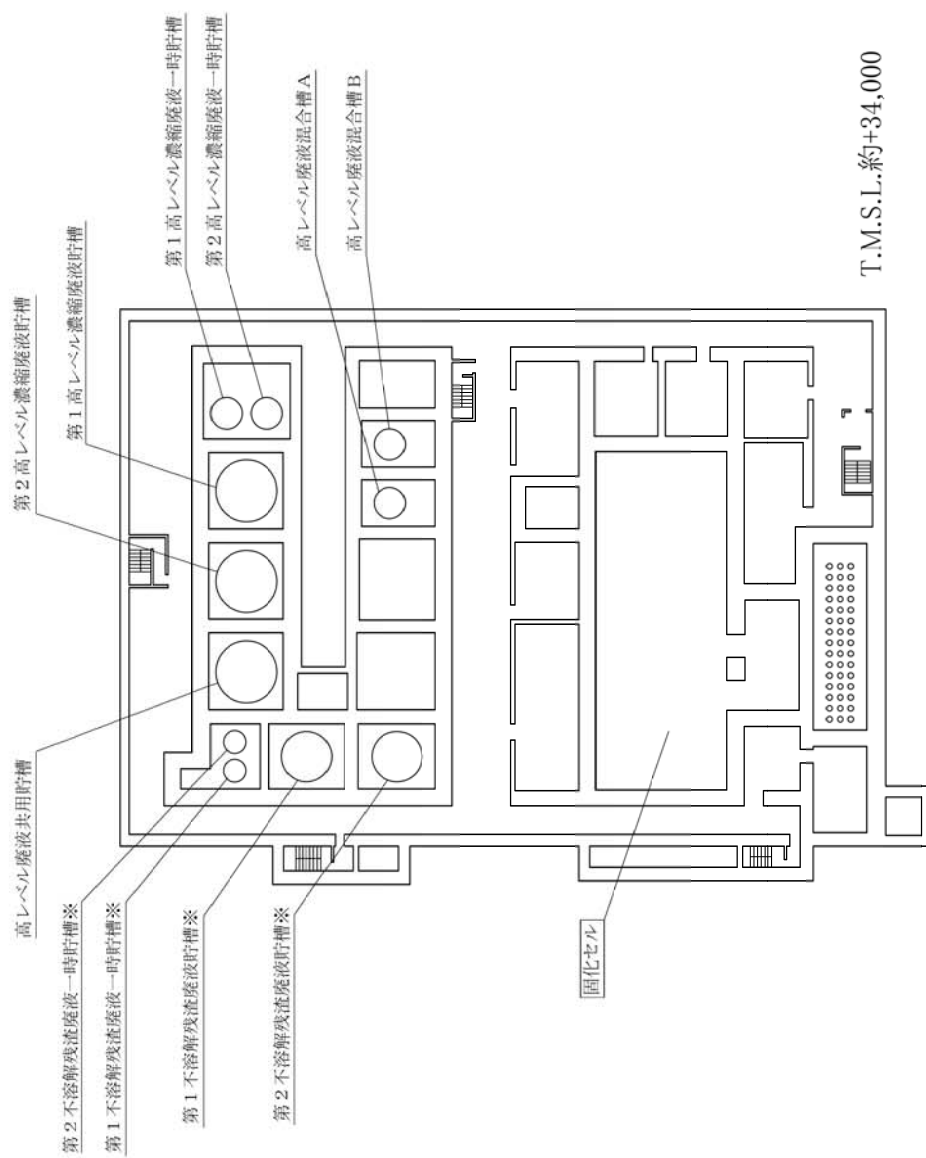 第2不溶解残渣廃液一時貯槽※
第1不溶解残渣廃液一時貯槽※
第1不溶解残渣廃液貯槽※
第2不溶解残渣廃液貯槽※
高レベル廃液共用貯槽
第2高レベル濃縮廃液貯槽
第1高レベル濃縮廃液貯槽
第1高レベル濃縮廃液一時貯槽
第2高レベル濃縮廃液一時貯槽
高レベル廃液混合槽A
高レベル廃液混合槽B
固化セル
T.M.S.L.約+34,000